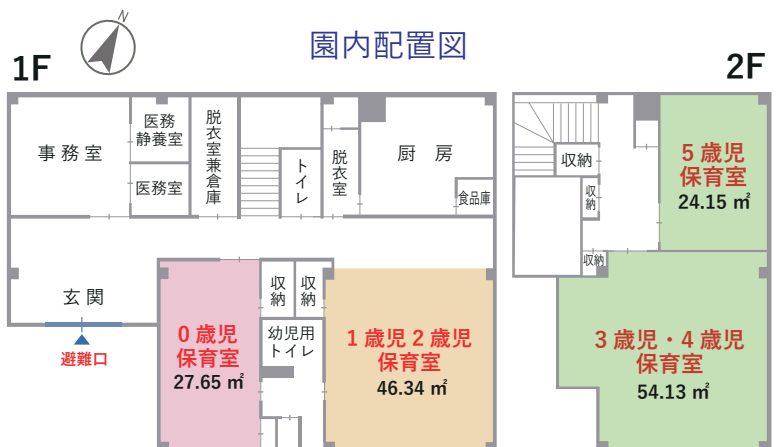 N
園内配置図
1F
2F
事務室
医務
静養室
医務室
脱衣室兼倉庫
トイレ
脱衣室
厨 房
食品庫
玄関
避難口
0歳児
保育室
27.65 ㎡
収納
収納
幼児用
トイレ
1歳児2歳児
保育室
46.34 ㎡
収納
収納
収納
5歳児
保育室
24.15 ㎡
3歳児・4歳児
保育室
54.13 ㎡